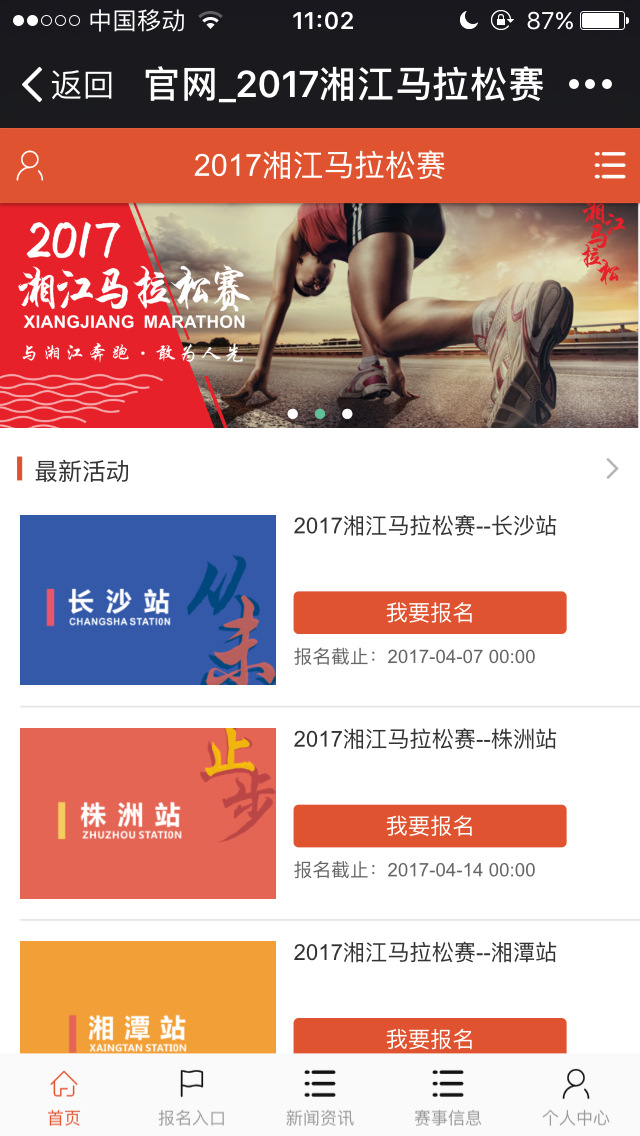 中国移动 11:02 87%
返回 官网_2017湘江马拉松赛
2017湘江马拉松赛
2017
湘江马拉松赛
XIANGJIANG MARATHON
与湘江奔跑·敢为人先
湘江
马拉松
最新活动
长沙站
CHANGSHA STATION
从未
2017湘江马拉松赛--长沙站
我要报名
报名截止：2017-04-07 00:00
株洲站
ZHUZHOU STATION
止步
2017湘江马拉松赛--株洲站
我要报名
报名截止：2017-04-14 00:00
湘潭站
XAINGTAN STATION
2017湘江马拉松赛--湘潭站
我要报名
首页 报名入口 新闻资讯 赛事信息 个人中心